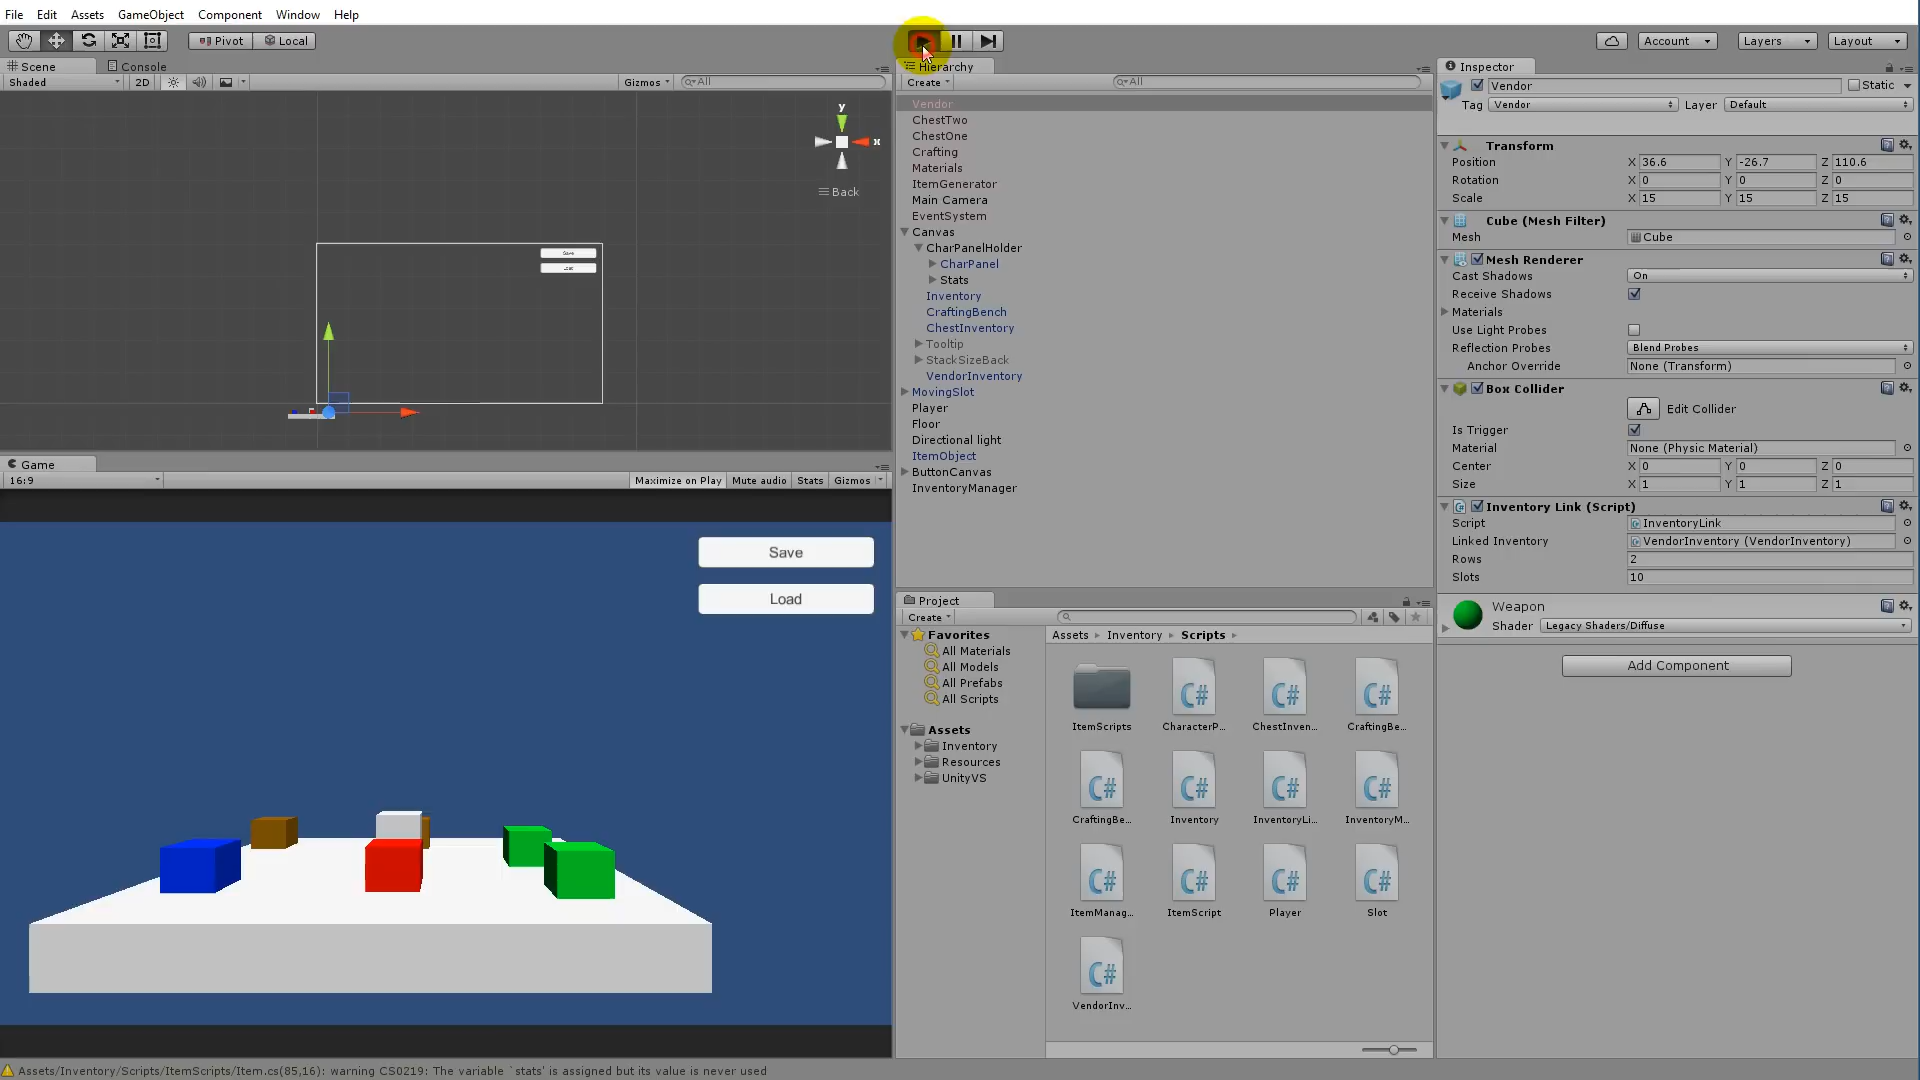 File Edit Assets GameObject Component Window Help
Pivot Local
Account Layers Layout
Scene Console
Shaded 2D Gizmos All
y
x
Back
Save
Load
Game
16:9 Maximize on Play Mute audio Stats Gizmos
Save
Load
Hierarchy
Create All
Vendor
ChestTwo
ChestOne
Crafting
Materials
ItemGenerator
Main Camera
EventSystem
Canvas
CharPanelHolder
CharPanel
Stats
Inventory
CraftingBench
ChestInventory
Tooltip
StackSizeBack
VendorInventory
MovingSlot
Player
Floor
Directional light
ItemObject
ButtonCanvas
InventoryManager
Project
Create
Favorites
All Materials
All Models
All Prefabs
All Scripts
Assets
Inventory
Resources
UnityVS
Assets Inventory Scripts
C# C# C#
ItemScripts CharacterP... ChestInven... CraftingBe...
C# C# C# C#
CraftingBe... Inventory InventoryLi... InventoryM...
C# C# C# C#
ItemManag... ItemScript Player Slot
C#
VendorInv...
Inspector
Vendor Static
Tag Vendor Layer Default
Transform
Position X 36.6 Y -26.7 Z 110.6
Rotation X 0 Y 0 Z 0
Scale X 15 Y 15 Z 15
Cube (Mesh Filter)
Mesh Cube
Mesh Renderer
Cast Shadows On
Receive Shadows
Materials
Use Light Probes
Reflection Probes Blend Probes
Anchor Override None (Transform)
Box Collider
Edit Collider
Is Trigger
Material None (Physic Material)
Center X 0 Y 0 Z 0
Size X 1 Y 1 Z 1
Inventory Link (Script)
Script InventoryLink
Linked Inventory VendorInventory (VendorInventory)
Rows 2
Slots 10
Weapon
Shader Legacy Shaders/Diffuse
Add Component
Assets/Inventory/Scripts/ItemScripts/Item.cs(85,16): warning CS0219: The variable `stats' is assigned but its value is never used